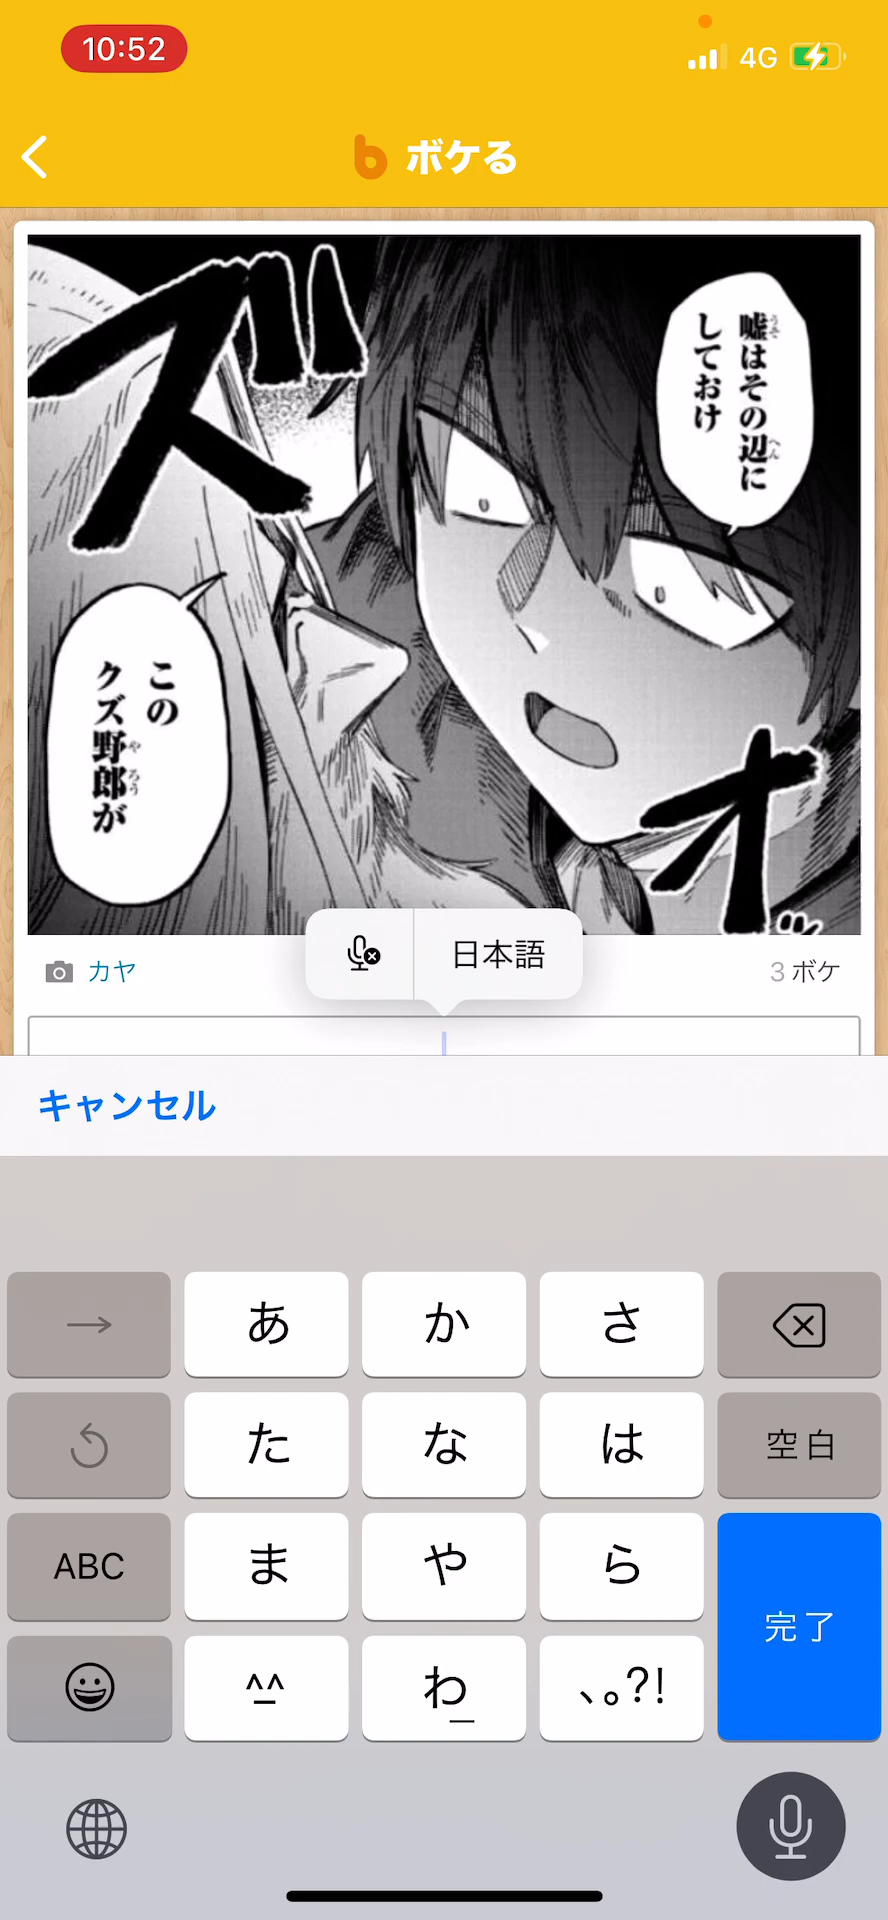 10:52
4G
b ボケる
ズ
嘘はその辺に
しておけ
うそ
へん
この
クズ野郎が
やろう
オ
カヤ
日本語
3 ボケ
キャンセル
→ あ か さ
た な は 空白
ABC ま や ら
完了
^_^ わ_ 、。?!